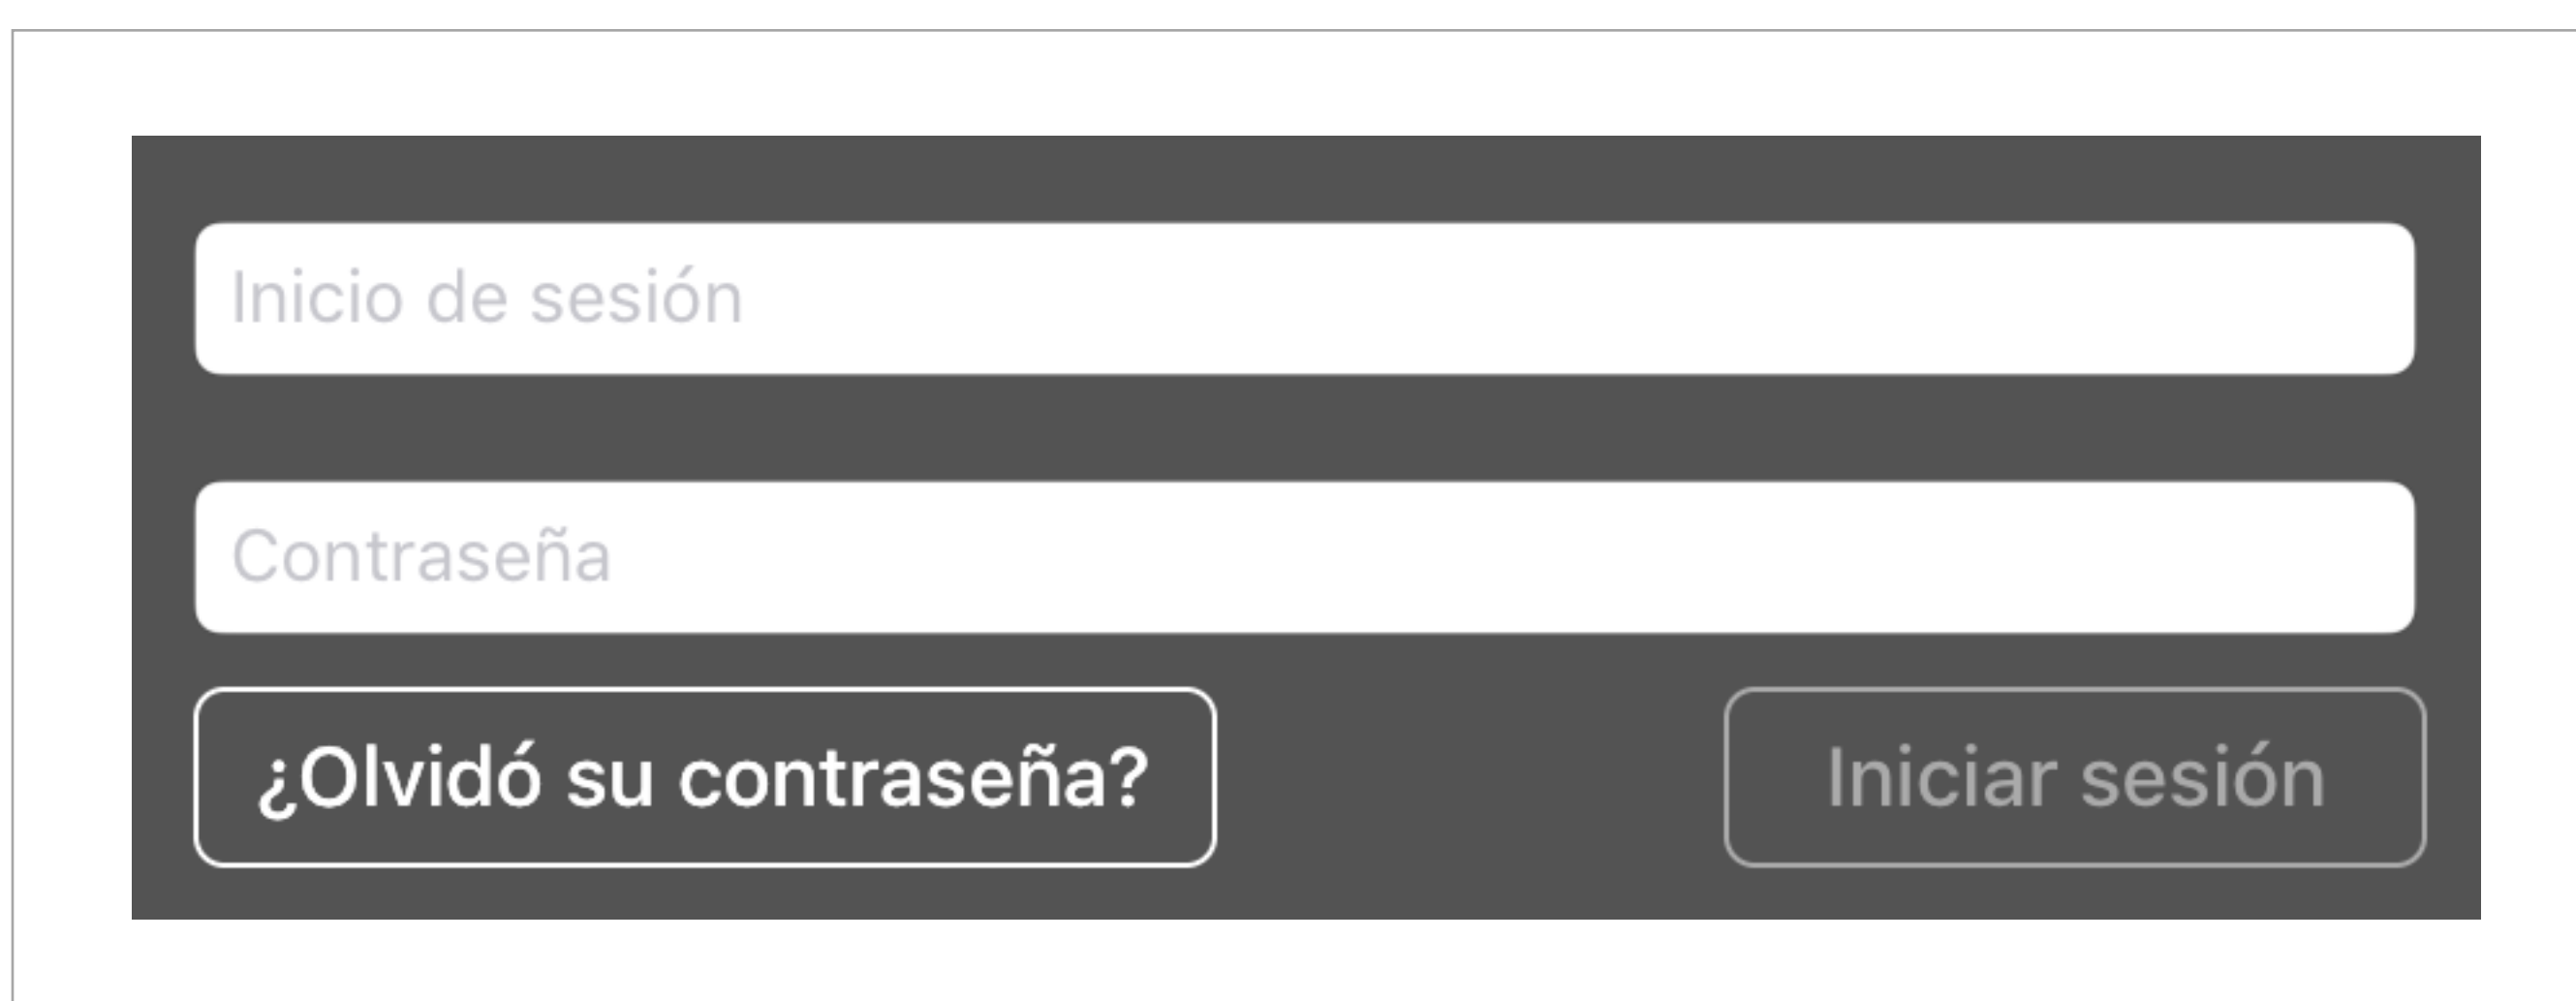 Inicio de sesión
Contraseña
¿Olvidó su contraseña?
Iniciar sesión